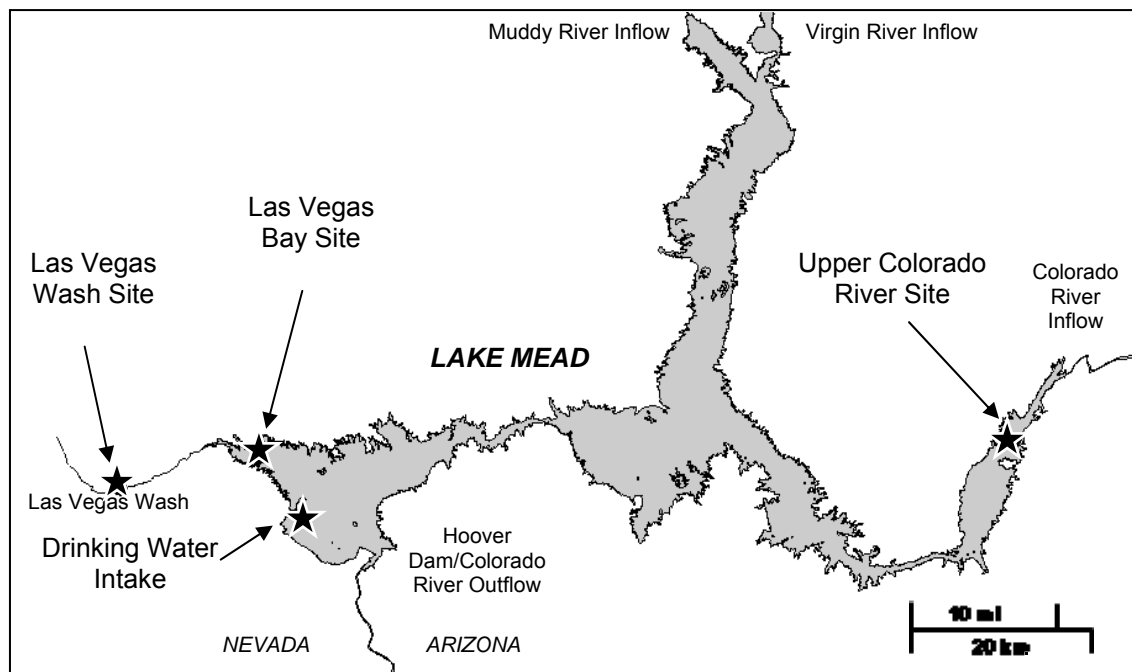 Muddy River Inflow
Virgin River Inflow
Las Vegas
Bay Site
Las Vegas
Wash Site
Upper Colorado
River Site
Colorado
River
Inflow
LAKE MEAD
Las Vegas Wash
Drinking Water
Intake
Hoover
Dam/Colorado
River Outflow
NEVADA
ARIZONA
10 mi
20 km